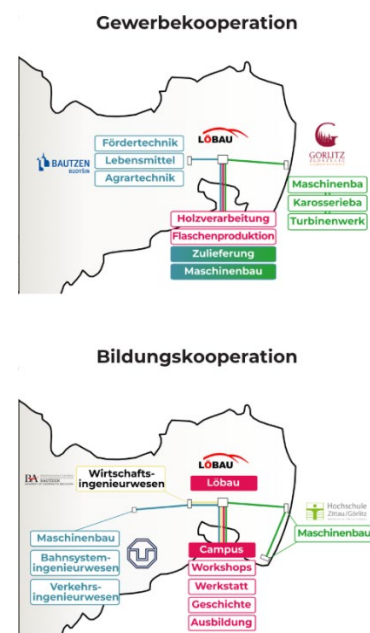 Gewerbekooperation
Fördertechnik
Lebensmittel
Agrartechnik
BAUTZEN
BUDYŠIN
LÖBAU
GÖRLITZ
Maschinenba
Karosserieba
Turbinenwerk
Holzverarbeitung
Flaschenproduktion
Zulieferung
Maschinenbau
Bildungskooperation
BA
BAUTZEN
Wirtschafts-
ingenieurwesen
LÖBAU
Löbau
Hochschule
Zittau/Görlitz
Maschinenbau
Maschinenbau
Bahnsystem-
ingenieurwesen
Verkehrs-
ingenieurwesen
Campus
Workshops
Werkstatt
Geschichte
Ausbildung